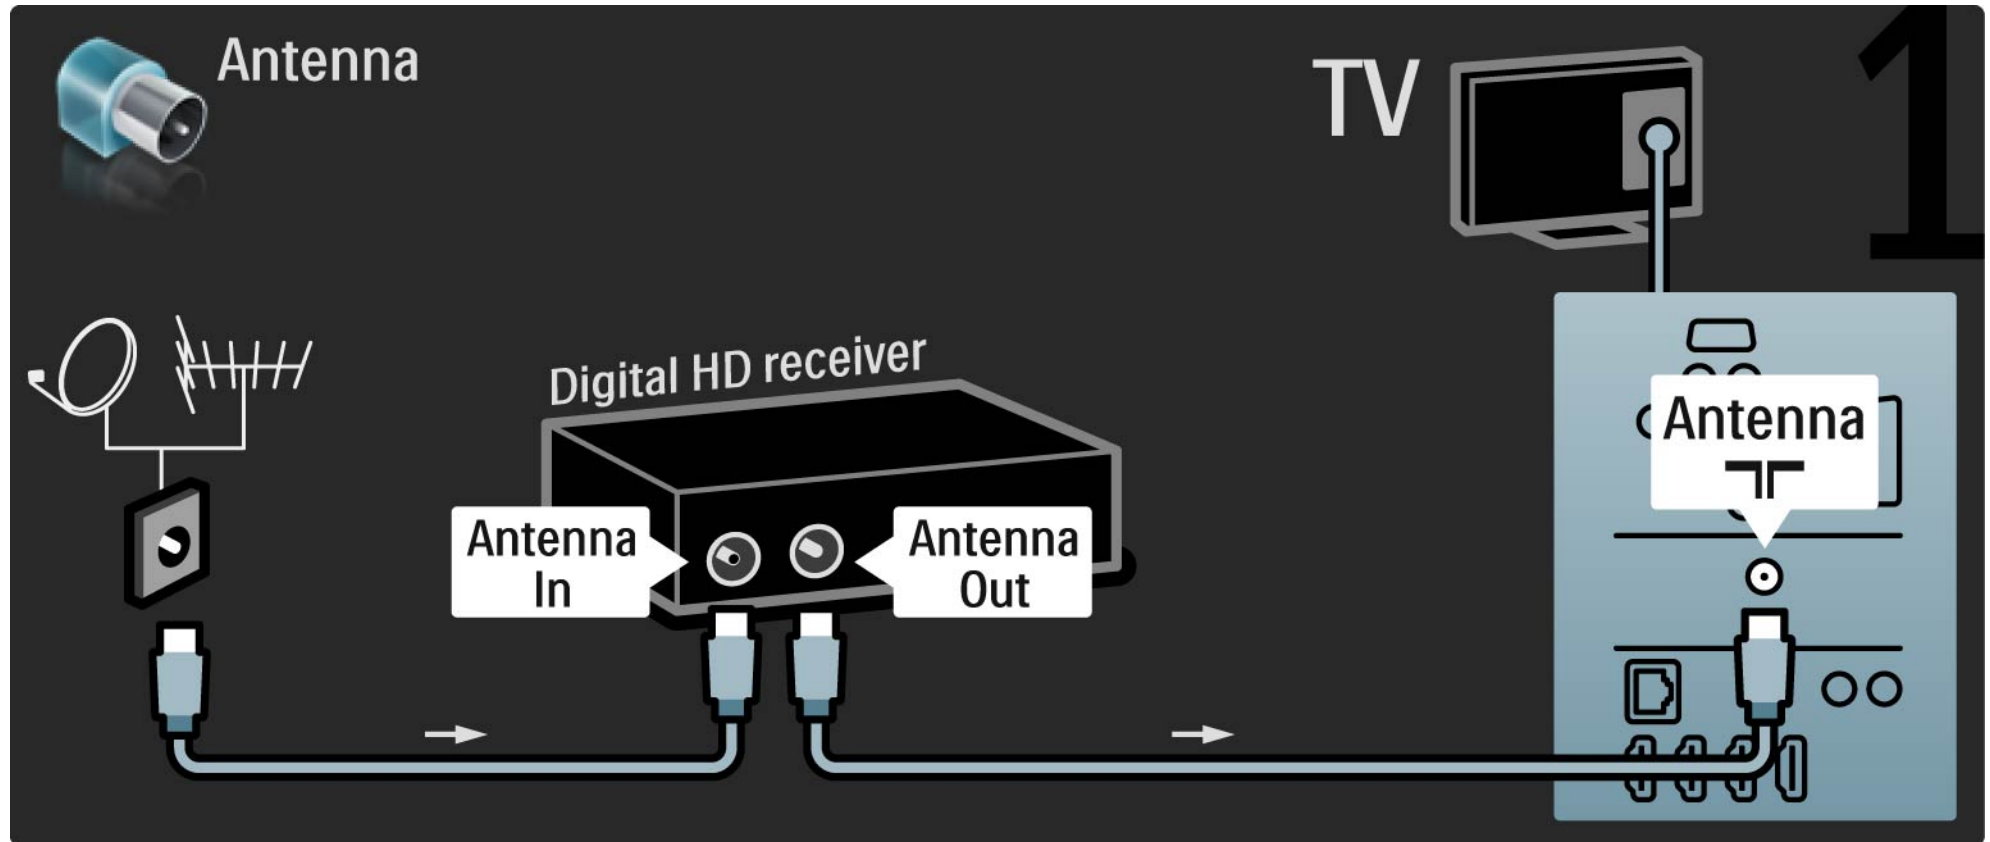 Antenna
TV
1
Digital HD receiver
Antenna
In
Antenna
Out
Antenna